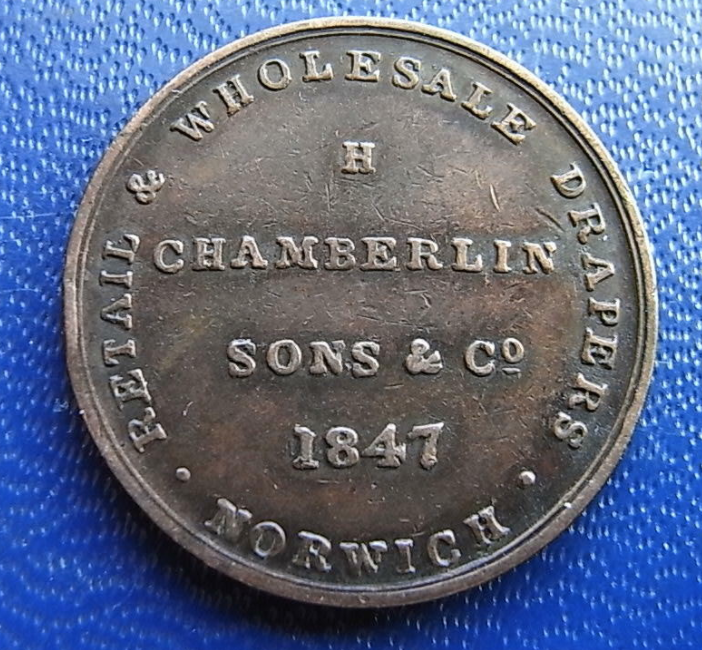 RETAIL & WHOLESALE DRAPERS
H
CHAMBERLIN
SONS & Cº
1847
· NORWICH ·